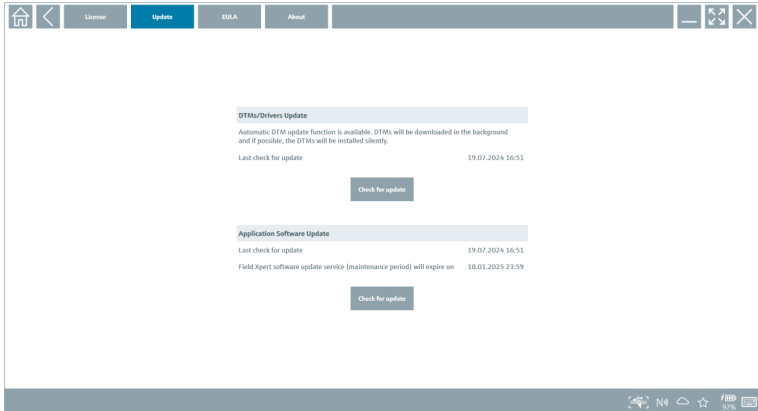 License
Update
EULA
About
DTMs/Drivers Update
Automatic DTM update function is available. DTMs will be downloaded in the background
and if possible, the DTMs will be installed silently.
Last check for update 19.07.2024 16:51
Check for update
Application Software Update
Last check for update 19.07.2024 16:51
Field Xpert software update service (maintenance period) will expire on 18.01.2025 23:59
Check for update
97%